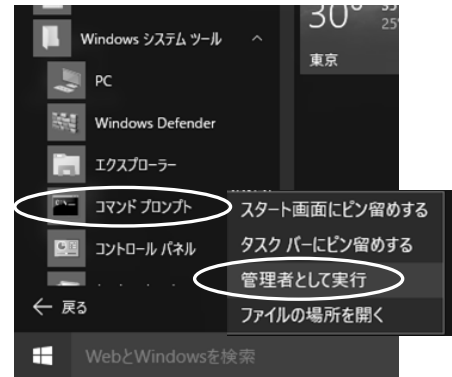 Windows システム ツール
30°
25°
東京
PC
Windows Defender
エクスプローラー
コマンド プロンプト
スタート画面にピン留めする
コントロール パネル
タスク バーにピン留めする
管理者として実行
戻る
ファイルの場所を開く
WebとWindowsを検索